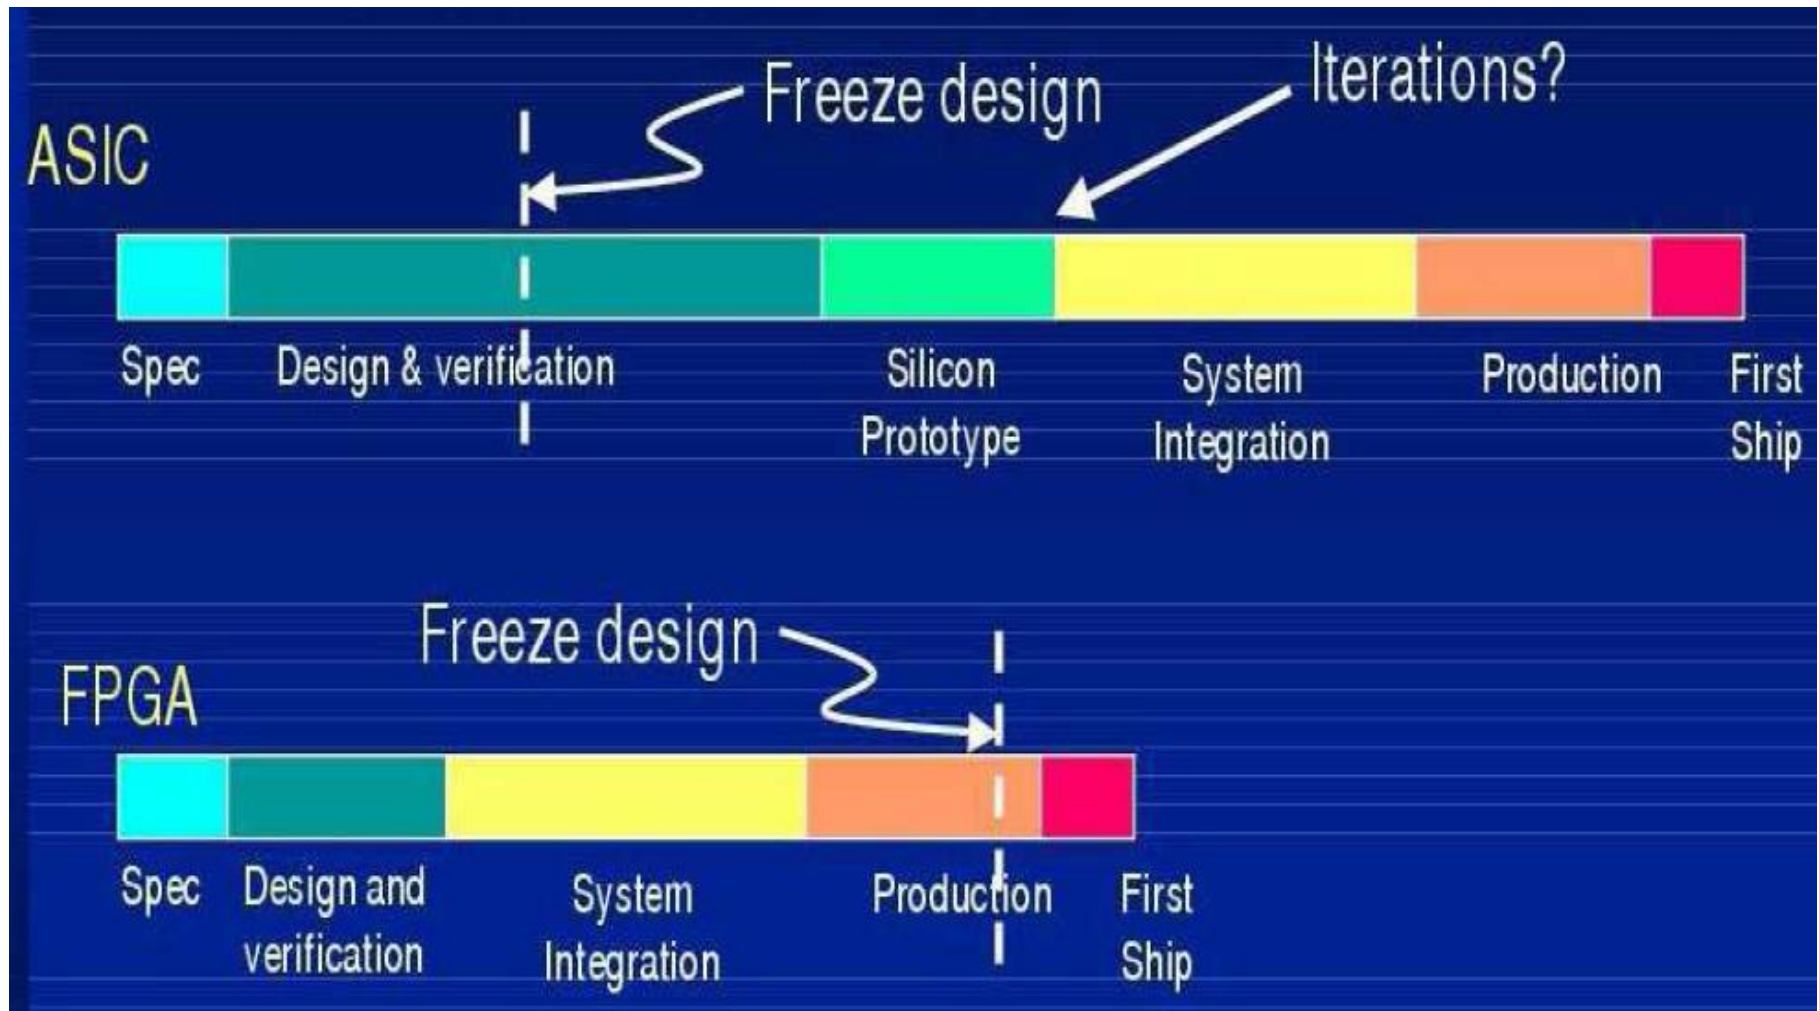 Freeze design
Iterations?
ASIC
Spec
Design & verification
Silicon
Prototype
System
Integration
Production
First
Ship
Freeze design
FPGA
Spec
Design and
verification
System
Integration
Production
First
Ship